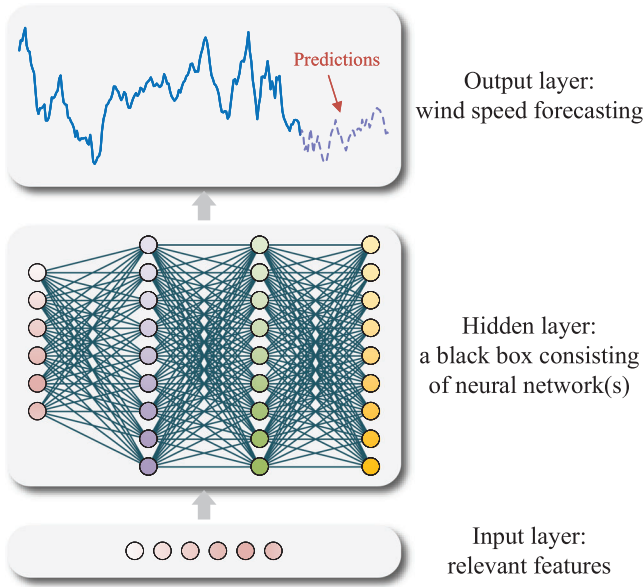 Predictions
Output layer:
wind speed forecasting
Hidden layer:
a black box consisting
of neural network(s)
Input layer:
relevant features